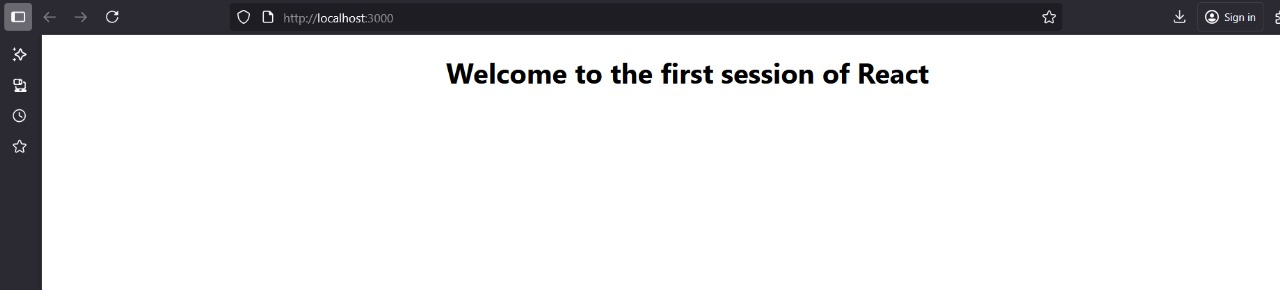 http://localhost:3000
Sign in
Welcome to the first session of React